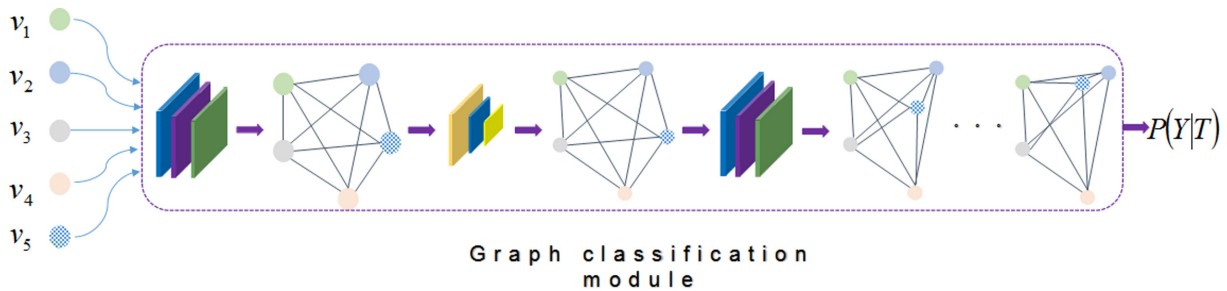 v1
v2
v3
v4
v5
. . .
P(Y|T)
Graph classification
module